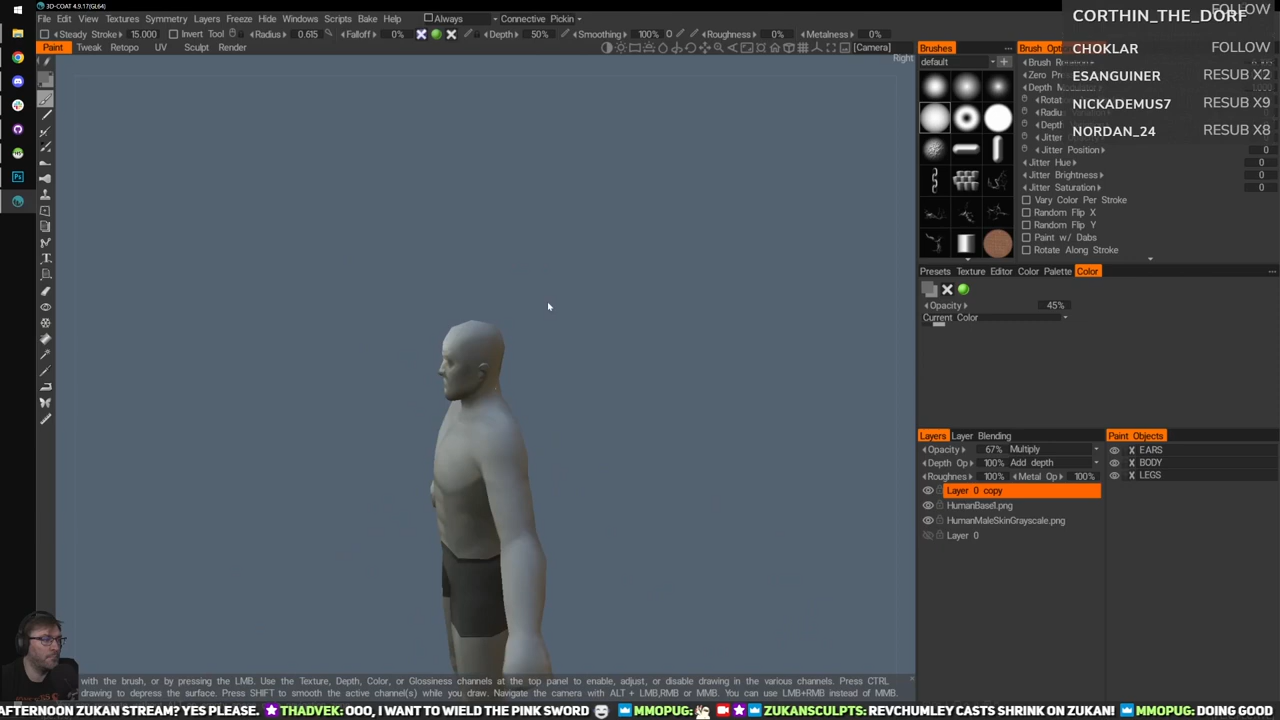 3D-COAT 4.9.17(GL64)
File Edit View Textures Symmetry Layers Freeze Hide Windows Scripts Bake Help Always Connective Pickin
Steady Stroke 15.000 Invert Tool Radius 0.615 Falloff 0% Depth 50% Smoothing 100% Roughness 0% Metalness 0%
Paint Tweak Retopo UV Sculpt Render [Camera]
Right
FOLLOW
CORTHIN_THE_DORF
CHOKLAR FOLLOW
ESANGUINER RESUB X2
NICKADEMUS7 RESUB X9
NORDAN_24 RESUB X8
Brushes
default
Jitter Position 0
Jitter Hue 0
Jitter Brightness 0
Jitter Saturation 0
Vary Color Per Stroke
Random Flip X
Random Flip Y
Paint w/ Dabs
Rotate Along Stroke
Presets Texture Editor Color Palette Color
Opacity 45%
Current Color
Layers Layer Blending
Opacity 67% Multiply
Depth Op 100% Add depth
Roughnes 100% Metal Op 100%
Layer 0 copy
HumanBase1.png
HumanMaleSkinGrayscale.png
Layer 0
Paint Objects
EARS
BODY
LEGS
with the brush, or by pressing the LMB. Use the Texture, Depth, Color, or Glossiness channels at the top panel to enable, adjust, or disable drawing in the various channels. Press CTRL
drawing to depress the surface. Press SHIFT to smooth the active channel(s) while you draw. Navigate the camera with ALT + LMB,RMB or MMB. You can use LMB+RMB instead of MMB.
AFTERNOON ZUKAN STREAM? YES PLEASE. THADVEK: OOO, I WANT TO WIELD THE PINK SWORD MMOPUG: ZUKANSCULPTS: REVCHUMLEY CASTS SHRINK ON ZUKAN! MMOPUG: DOING GOOD